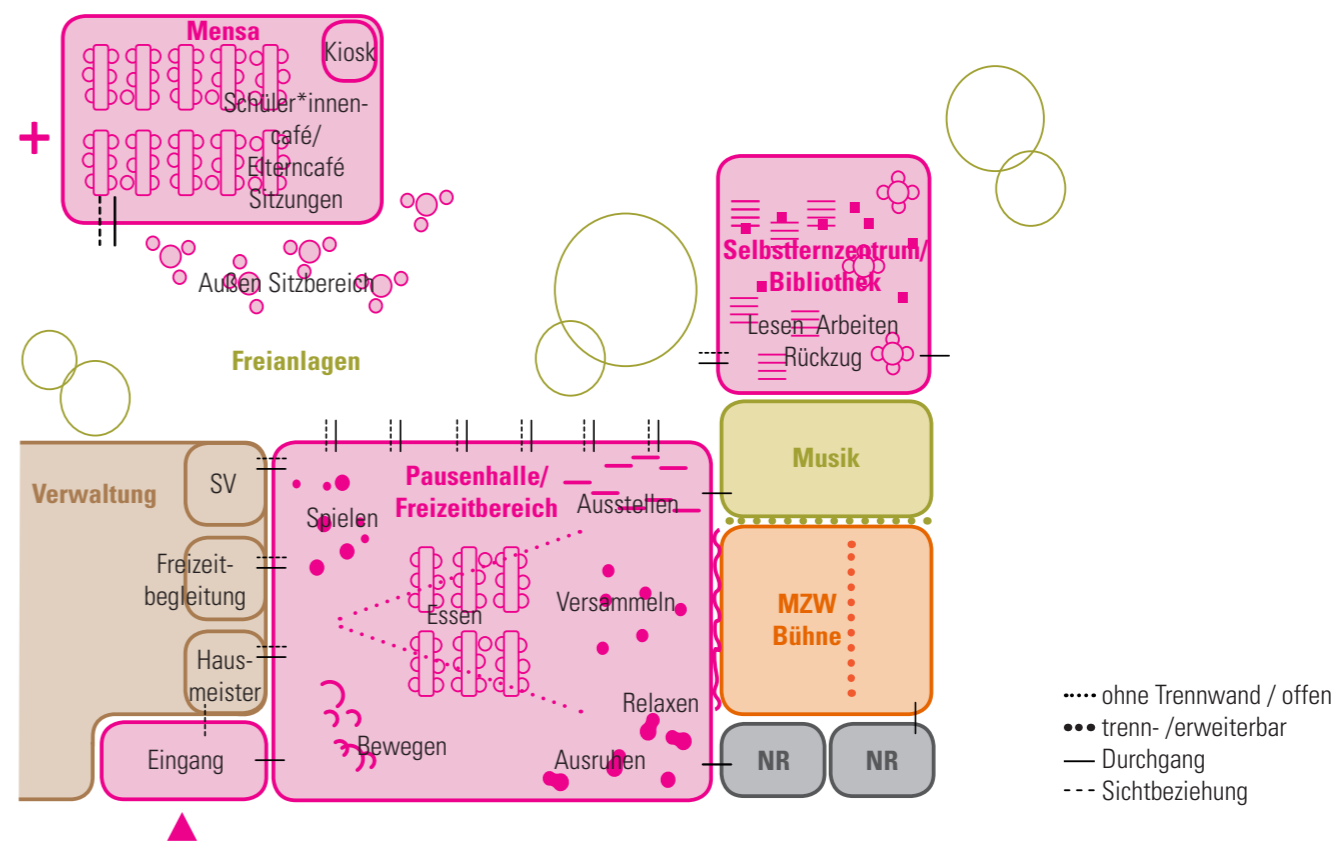 Mensa
Kiosk
Schüler*innen-
café/
Elterncafé
Sitzungen
Außen Sitzbereich
Freianlagen
Selbstlernzentrum/
Bibliothek
Lesen Arbeiten
Rückzug
Musik
Verwaltung
SV
Freizeit-
begleitung
Haus-
meister
Eingang
Pausenhalle/
Freizeitbereich
Spielen
Ausstellen
Essen
Versammeln
Relaxen
Bewegen
Ausruhen
MZW
Bühne
NR
NR
ohne Trennwand / offen
trenn- /erweiterbar
Durchgang
Sichtbeziehung